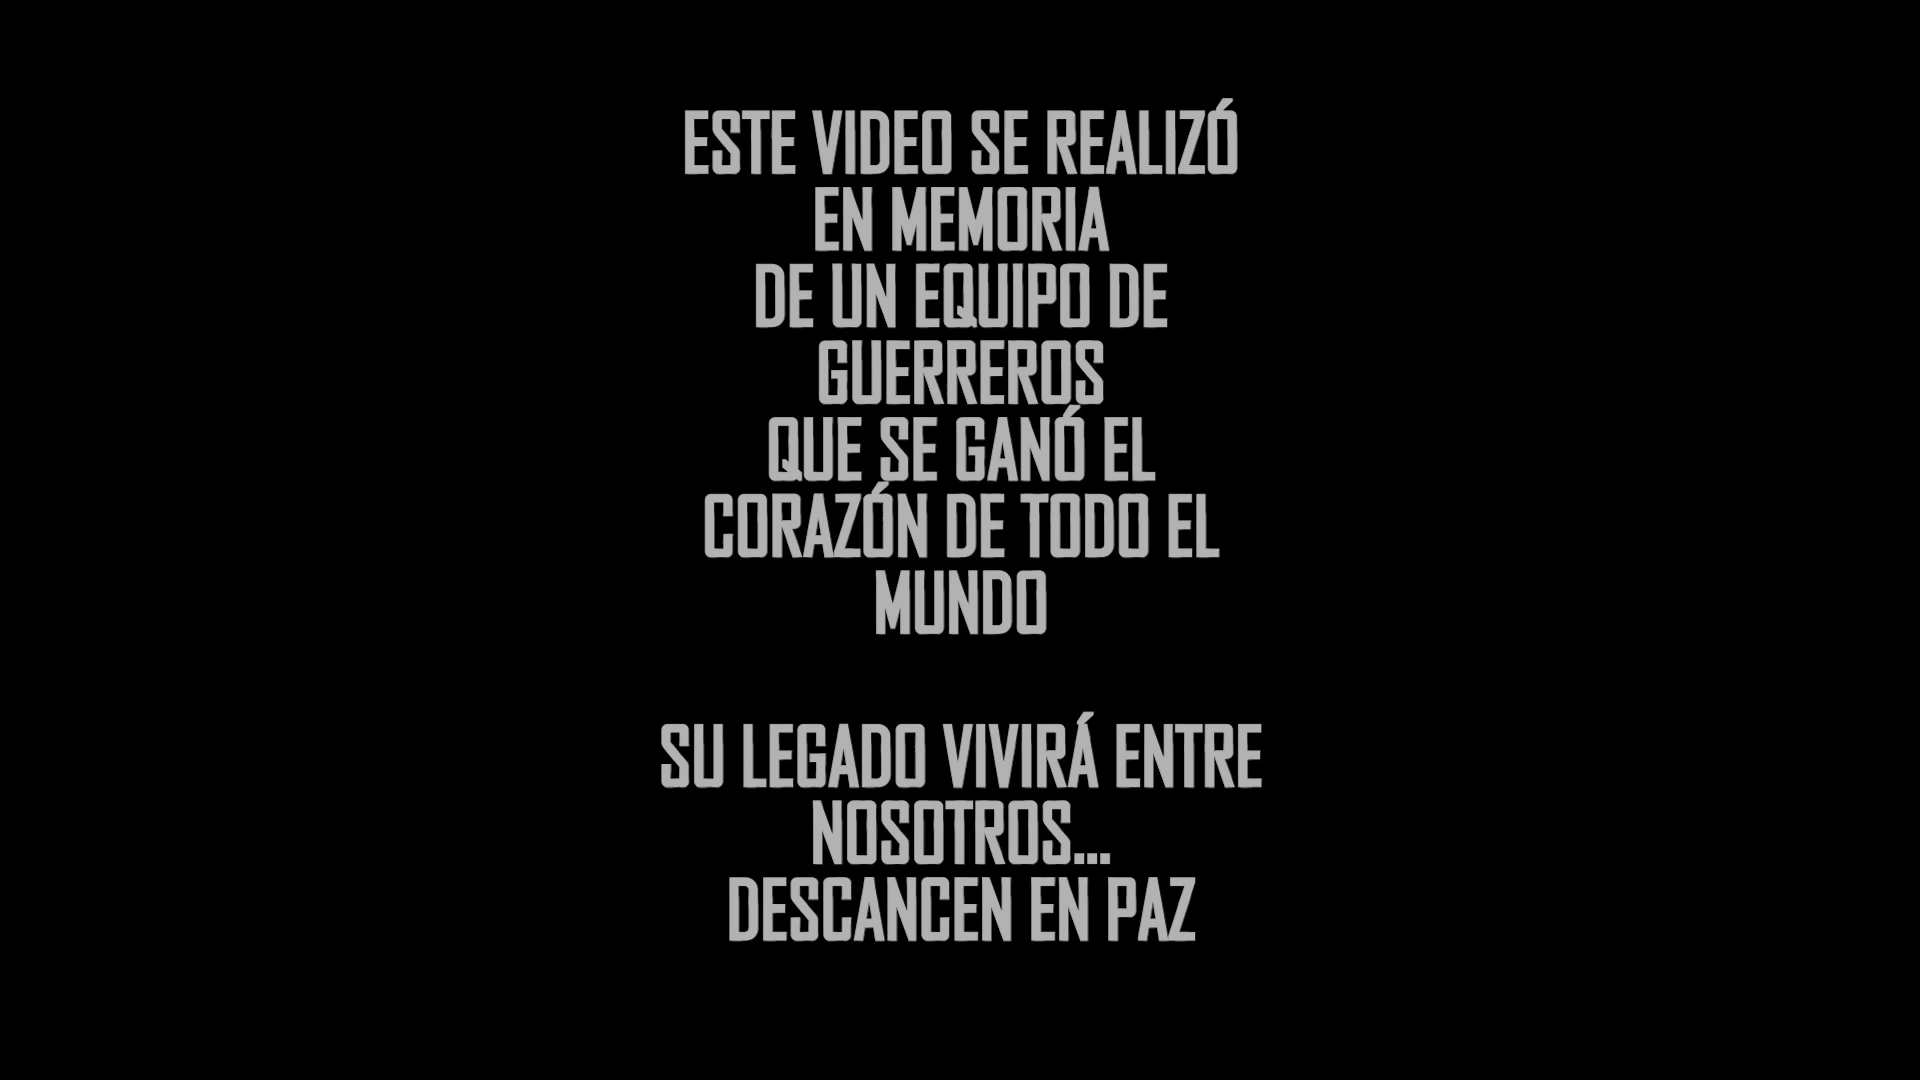 ESTE VIDEO SE REALIZÓ
EN MEMORIA
DE UN EQUIPO DE
GUERREROS
QUE SE GANÓ EL
CORAZÓN DE TODO EL
MUNDO
SU LEGADO VIVIRÁ ENTRE
NOSOTROS...
DESCANCEN EN PAZ